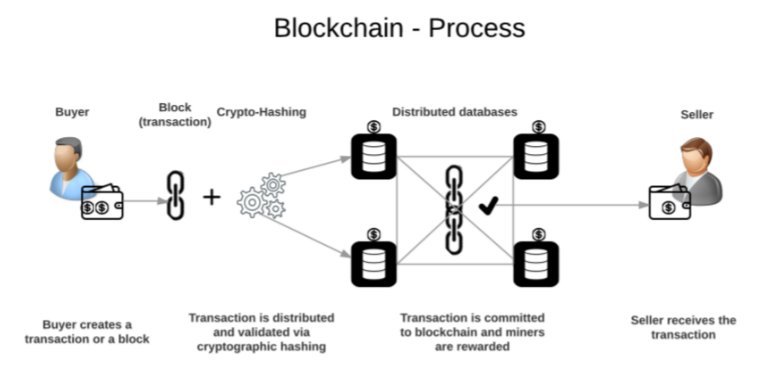 Blockchain - Process
Buyer
Block
(transaction)
Crypto-Hashing
Distributed databases
Seller
Buyer creates a
transaction or a block
Transaction is distributed
and validated via
cryptographic hashing
Transaction is committed
to blockchain and miners
are rewarded
Seller receives the
transaction